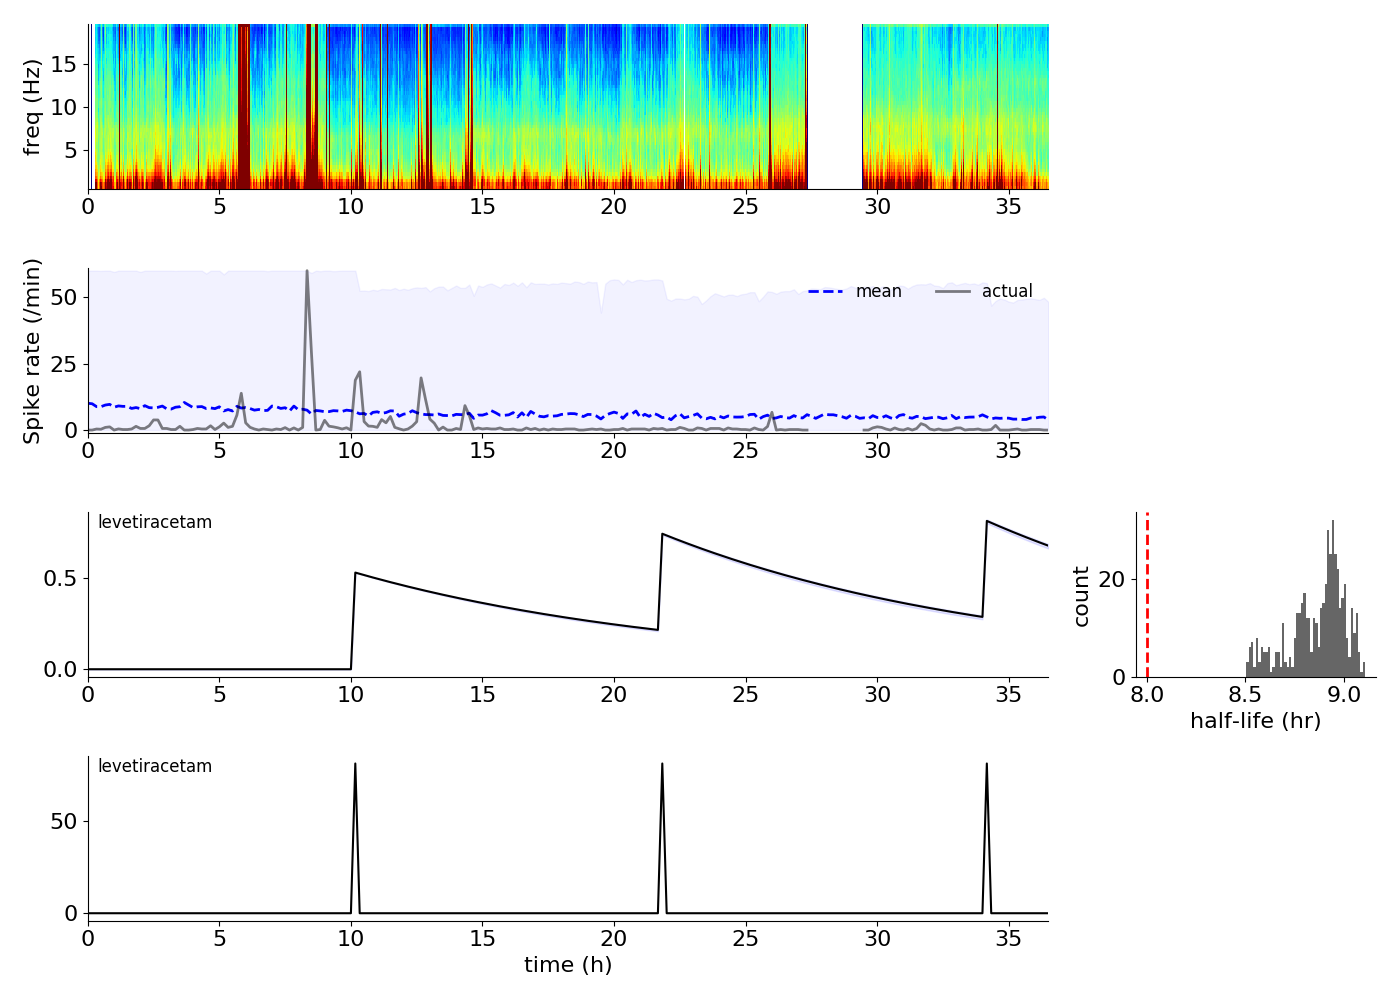 freq (Hz)
15
10
5
0 5 10 15 20 25 30 35
Spike rate (/min)
50
25
0
mean actual
0 5 10 15 20 25 30 35
levetiracetam
0.5
0.0
0 5 10 15 20 25 30 35
count
20
0
8.0 8.5 9.0
half-life (hr)
levetiracetam
50
0
0 5 10 15 20 25 30 35
time (h)